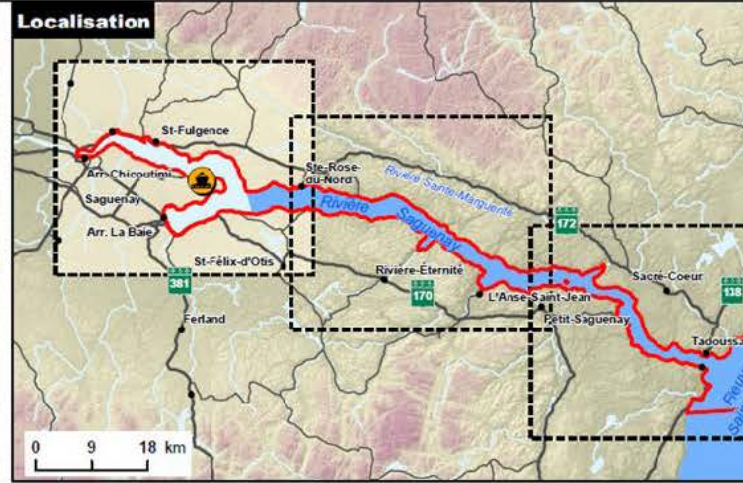 Localisation
St-Fulgence
Arr. Chicoutimi
Saguenay
Arr. La Baie
Ste-Rose-
du-Nord
Rivière Sainte-Marguerite
Rivière Saguenay
172
St-Félix-d'Otis
381
Rivière-Éternité
170
L'Anse-Saint-Jean
Petit-Saguenay
Sacré-Coeur
138
Tadouss
Ferland
Fleuv
0 9 18 km